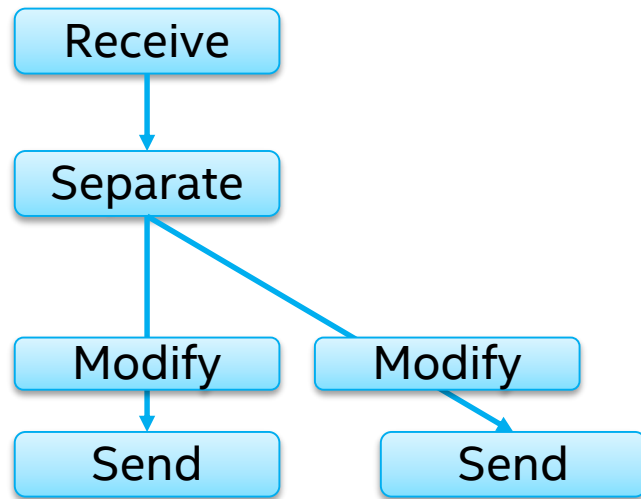 Receive
Separate
Modify
Modify
Send
Send